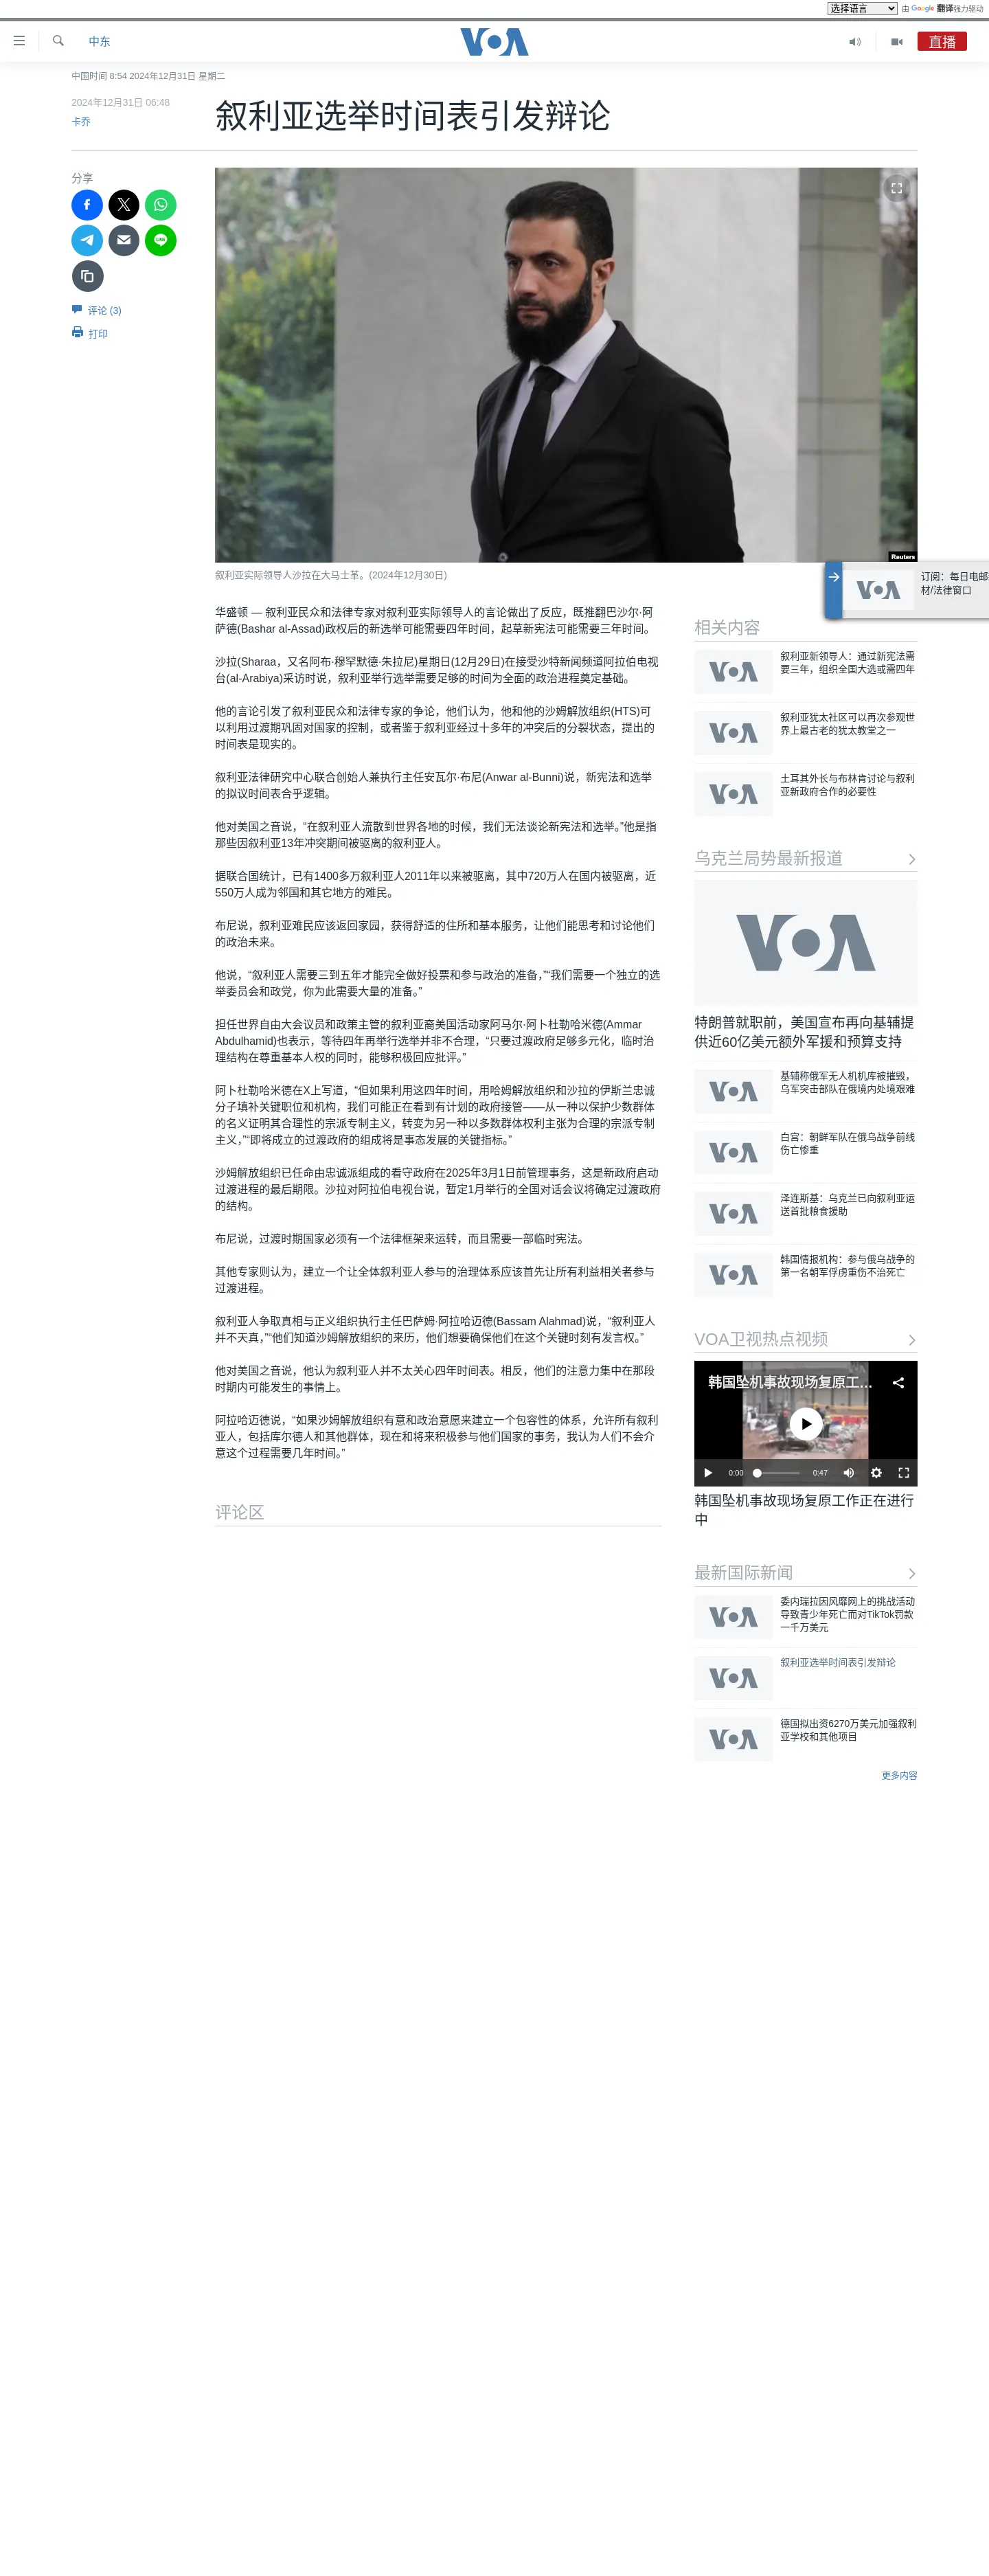 选择语言 由 Google 翻译强力驱动
中东
VOA
直播
中国时间 8:54 2024年12月31日 星期二
2024年12月31日 06:48
卡乔
叙利亚选举时间表引发辩论
分享
LINE
评论 (3)
打印
Reuters
叙利亚实际领导人沙拉在大马士革。(2024年12月30日)
华盛顿 — 叙利亚民众和法律专家对叙利亚实际领导人的言论做出了反应，既推翻巴沙尔·阿
萨德(Bashar al-Assad)政权后的新选举可能需要四年时间，起草新宪法可能需要三年时间。
沙拉(Sharaa，又名阿布·穆罕默德·朱拉尼)星期日(12月29日)在接受沙特新闻频道阿拉伯电视
台(al-Arabiya)采访时说，叙利亚举行选举需要足够的时间为全面的政治进程奠定基础。
他的言论引发了叙利亚民众和法律专家的争论，他们认为，他和他的沙姆解放组织(HTS)可
以利用过渡期巩固对国家的控制，或者鉴于叙利亚经过十多年的冲突后的分裂状态，提出的
时间表是现实的。
叙利亚法律研究中心联合创始人兼执行主任安瓦尔·布尼(Anwar al-Bunni)说，新宪法和选举
的拟议时间表合乎逻辑。
他对美国之音说，“在叙利亚人流散到世界各地的时候，我们无法谈论新宪法和选举。”他是指
那些因叙利亚13年冲突期间被驱离的叙利亚人。
据联合国统计，已有1400多万叙利亚人2011年以来被驱离，其中720万人在国内被驱离，近
550万人成为邻国和其它地方的难民。
布尼说，叙利亚难民应该返回家园，获得舒适的住所和基本服务，让他们能思考和讨论他们
的政治未来。
他说，“叙利亚人需要三到五年才能完全做好投票和参与政治的准备，”“我们需要一个独立的选
举委员会和政党，你为此需要大量的准备。”
担任世界自由大会议员和政策主管的叙利亚裔美国活动家阿马尔·阿卜杜勒哈米德(Ammar
Abdulhamid)也表示，等待四年再举行选举并非不合理，“只要过渡政府足够多元化，临时治
理结构在尊重基本人权的同时，能够积极回应批评。”
阿卜杜勒哈米德在X上写道，“但如果利用这四年时间，用哈姆解放组织和沙拉的伊斯兰忠诚
分子填补关键职位和机构，我们可能正在看到有计划的政府接管——从一种以保护少数群体
的名义证明其合理性的宗派专制主义，转变为另一种以多数群体权利主张为合理的宗派专制
主义，”“即将成立的过渡政府的组成将是事态发展的关键指标。”
沙姆解放组织已任命由忠诚派组成的看守政府在2025年3月1日前管理事务，这是新政府启动
过渡进程的最后期限。沙拉对阿拉伯电视台说，暂定1月举行的全国对话会议将确定过渡政府
的结构。
布尼说，过渡时期国家必须有一个法律框架来运转，而且需要一部临时宪法。
其他专家则认为，建立一个让全体叙利亚人参与的治理体系应该首先让所有利益相关者参与
过渡进程。
叙利亚人争取真相与正义组织执行主任巴萨姆·阿拉哈迈德(Bassam Alahmad)说，“叙利亚人
并不天真，”“他们知道沙姆解放组织的来历，他们想要确保他们在这个关键时刻有发言权。”
他对美国之音说，他认为叙利亚人并不太关心四年时间表。相反，他们的注意力集中在那段
时期内可能发生的事情上。
阿拉哈迈德说，“如果沙姆解放组织有意和政治意愿来建立一个包容性的体系，允许所有叙利
亚人，包括库尔德人和其他群体，现在和将来积极参与他们国家的事务，我认为人们不会介
意这个过程需要几年时间。”
评论区
VOA
订阅：每日电邮
材/法律窗口
相关内容
VOA
叙利亚新领导人：通过新宪法需
要三年，组织全国大选或需四年
VOA
叙利亚犹太社区可以再次参观世
界上最古老的犹太教堂之一
VOA
土耳其外长与布林肯讨论与叙利
亚新政府合作的必要性
乌克兰局势最新报道
VOA
特朗普就职前，美国宣布再向基辅提
供近60亿美元额外军援和预算支持
VOA
基辅称俄军无人机机库被摧毁，
乌军突击部队在俄境内处境艰难
VOA
白宫：朝鲜军队在俄乌战争前线
伤亡惨重
VOA
泽连斯基：乌克兰已向叙利亚运
送首批粮食援助
VOA
韩国情报机构：参与俄乌战争的
第一名朝军俘虏重伤不治死亡
VOA卫视热点视频
韩国坠机事故现场复原工...
0:00 0:47
韩国坠机事故现场复原工作正在进行
中
最新国际新闻
VOA
委内瑞拉因风靡网上的挑战活动
导致青少年死亡而对TikTok罚款
一千万美元
VOA
叙利亚选举时间表引发辩论
VOA
德国拟出资6270万美元加强叙利
亚学校和其他项目
更多内容